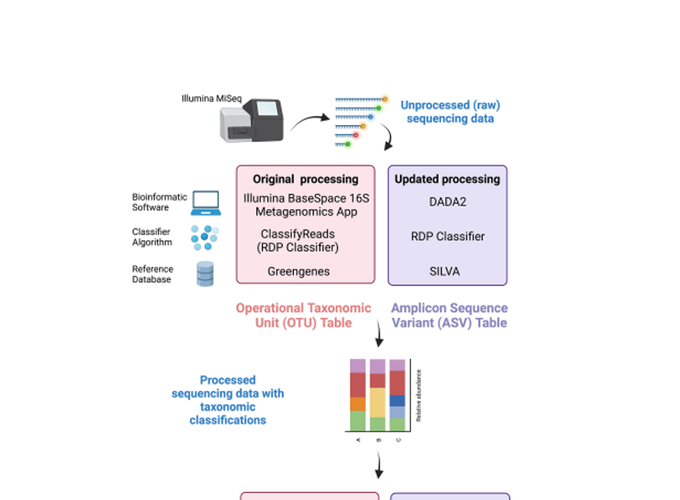 Illumina MiSeq
Unprocessed (raw)
sequencing data
Original processing
Illumina BaseSpace 16S
Metagenomics App
ClassifyReads
(RDP Classifier)
Greengenes
Updated processing
DADA2
RDP Classifier
SILVA
Bioinformatic
Software
Classifier
Algorithm
Reference
Database
Operational Taxonomic
Unit (OTU) Table
Amplicon Sequence
Variant (ASV) Table
Processed
sequencing data with
taxonomic
classifications
Relative abundance
A
B
C